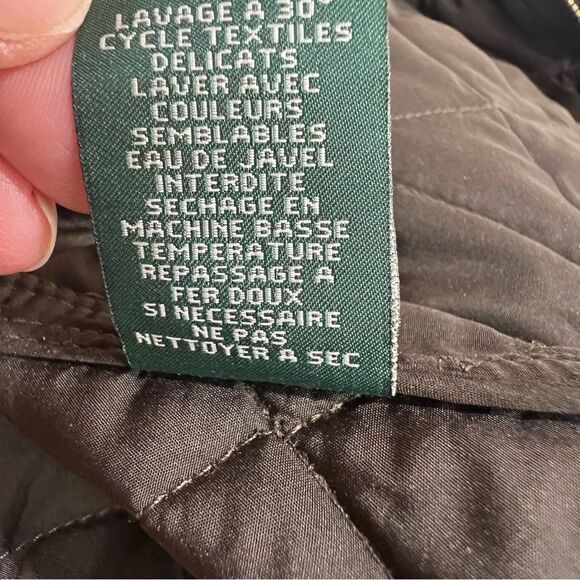 LAVAGE A 30°
CYCLE TEXTILES
DELICATS
LAVER AVEC
COULEURS
SEMBLABLES
EAU DE JAVEL
INTERDITE
SECHAGE EN
MACHINE BASSE
TEMPERATURE
REPASSAGE A
FER DOUX
SI NECESSAIRE
NE PAS
NETTOYER A SEC